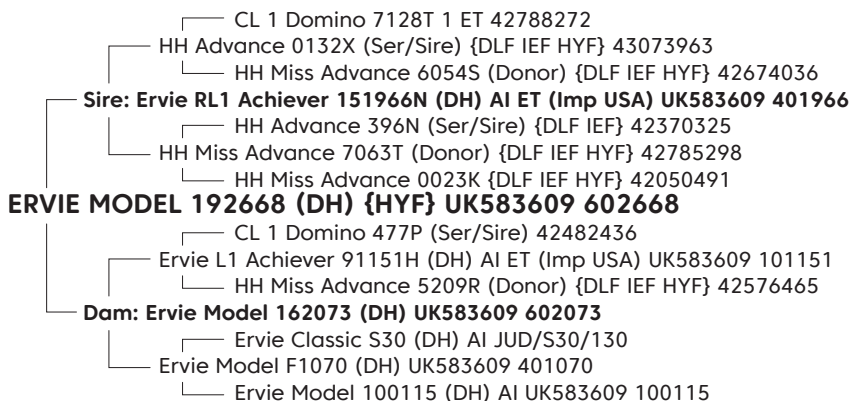 CL 1 Domino 7128T 1 ET 42788272
HH Advance 0132X (Ser/Sire) {DLF IEF HYF} 43073963
HH Miss Advance 6054S (Donor) {DLF IEF HYF} 42674036
Sire: Ervie RL1 Achiever 151966N (DH) AI ET (Imp USA) UK583609 401966
HH Advance 396N (Ser/Sire) {DLF IEF} 42370325
HH Miss Advance 7063T (Donor) {DLF IEF HYF} 42785298
HH Miss Advance 0023K {DLF IEF HYF} 42050491
ERVIE MODEL 192668 (DH) {HYF} UK583609 602668
CL 1 Domino 477P (Ser/Sire) 42482436
Ervie L1 Achiever 91151H (DH) AI ET (Imp USA) UK583609 101151
HH Miss Advance 5209R (Donor) {DLF IEF HYF} 42576465
Dam: Ervie Model 162073 (DH) UK583609 602073
Ervie Classic S30 (DH) AI JUD/S30/130
Ervie Model F1070 (DH) UK583609 401070
Ervie Model 100115 (DH) AI UK583609 100115